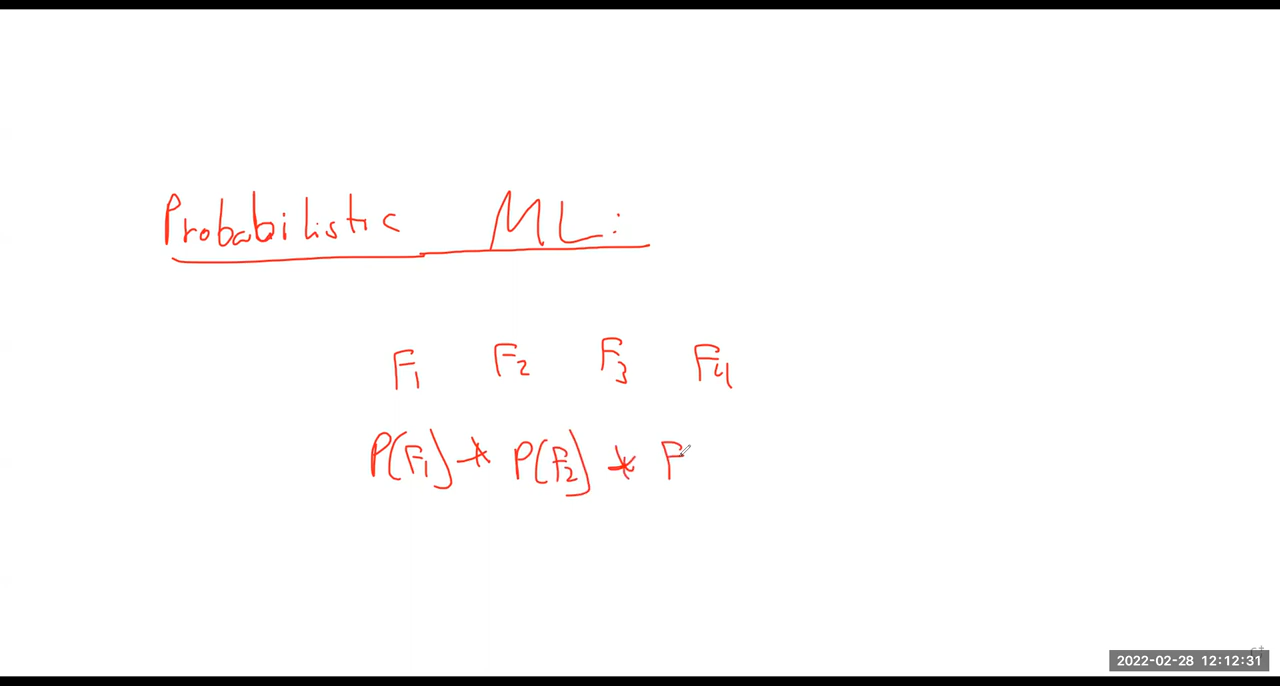 Probabilistic ML:
F₁ F₂ F₃ F₄
P(F₁) * P(F₂) * P
2022-02-28 12:12:31